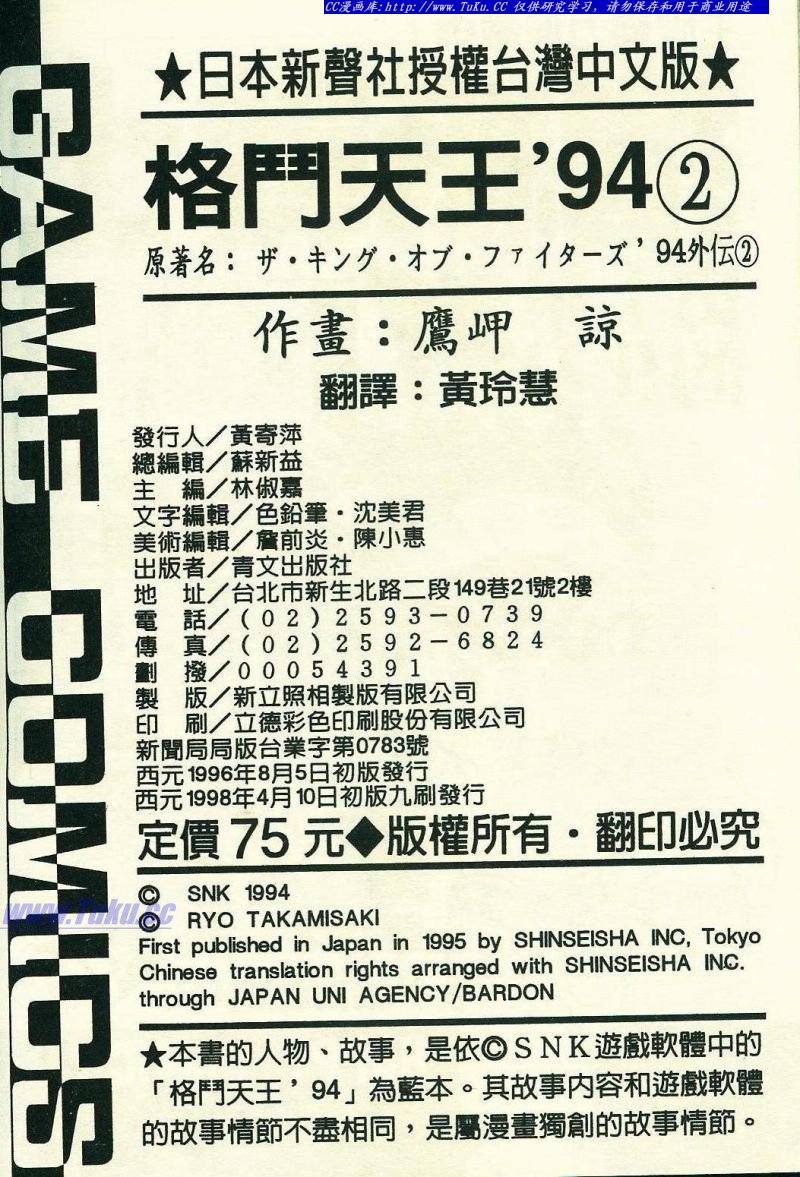 CC漫画库:http://www.TuKu.CC 仅供研究学习，请勿保存和用于商业用途
GAME COMICS
★日本新聲社授權台灣中文版★
格鬥天王’94②
原著名：ザ・キング・オブ・ファイターズ’94外伝②
作畫：鷹岬　諒
翻譯：黃玲慧
發行人／黃寄萍
總編輯／蘇新益
主　編／林俶嘉
文字編輯／色鉛筆・沈美君
美術編輯／詹前炎・陳小惠
出版者／青文出版社
地　址／台北市新生北路二段149巷21號2樓
電　話／(02)2593－0739
傳　真／(02)2592－6824
劃　撥／00054391
製　版／新立照相製版有限公司
印　刷／立德彩色印刷股份有限公司
新聞局局版台業字第0783號
西元1996年8月5日初版發行
西元1998年4月10日初版九刷發行
定價75元◆版權所有・翻印必究
© SNK 1994
www.Tuku.cc
© RYO TAKAMISAKI
First published in Japan in 1995 by SHINSEISHA INC, Tokyo
Chinese translation rights arranged with SHINSEISHA INC.
through JAPAN UNI AGENCY/BARDON
★本書的人物、故事，是依©ＳＮＫ遊戲軟體中的
「格鬥天王’94」為藍本。其故事內容和遊戲軟體
的故事情節不盡相同，是屬漫畫獨創的故事情節。